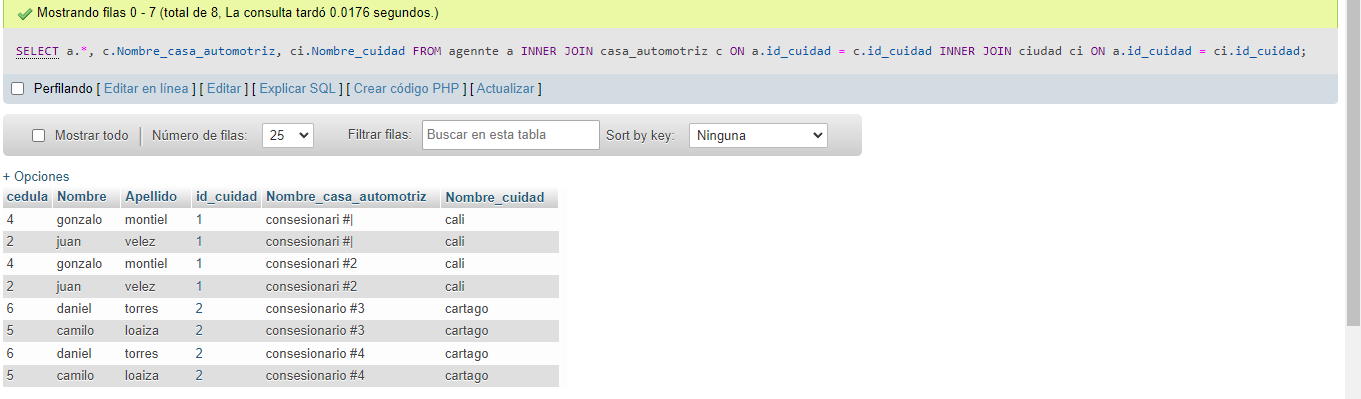 Mostrando filas 0 - 7 (total de 8, La consulta tardó 0.0176 segundos.)
SELECT a.*, c.Nombre_casa_automotriz, ci.Nombre_cuidad FROM agennte a INNER JOIN casa_automotriz c ON a.id_cuidad = c.id_cuidad INNER JOIN ciudad ci ON a.id_cuidad = ci.id_cuidad;
Perfilando [ Editar en línea ] [ Editar ] [ Explicar SQL ] [ Crear código PHP ] [ Actualizar ]
Mostrar todo Número de filas: 25 Filtrar filas: Buscar en esta tabla Sort by key: Ninguna
+ Opciones
cedula Nombre Apellido id_cuidad Nombre_casa_automotriz Nombre_cuidad
4 gonzalo montiel 1 consesionari #| cali
2 juan velez 1 consesionari #| cali
4 gonzalo montiel 1 consesionari #2 cali
2 juan velez 1 consesionari #2 cali
6 daniel torres 2 consesionario #3 cartago
5 camilo loaiza 2 consesionario #3 cartago
6 daniel torres 2 consesionario #4 cartago
5 camilo loaiza 2 consesionario #4 cartago